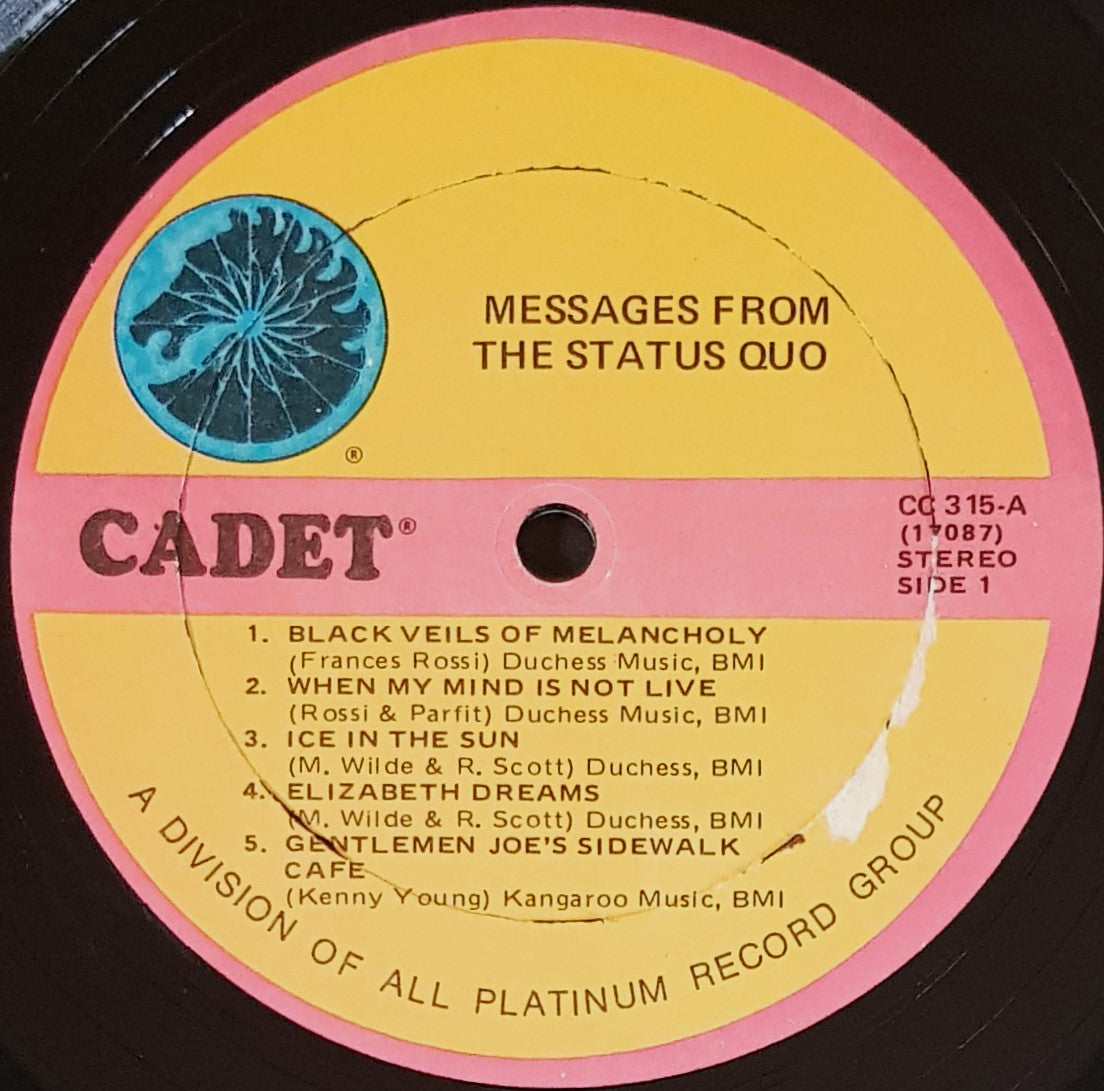 MESSAGES FROM
THE STATUS QUO
®
CADET®
CC 315-A
(17087)
STEREO
SIDE 1
1. BLACK VEILS OF MELANCHOLY
(Frances Rossi) Duchess Music, BMI
2. WHEN MY MIND IS NOT LIVE
(Rossi & Parfit) Duchess Music, BMI
3. ICE IN THE SUN
(M. Wilde & R. Scott) Duchess, BMI
4. ELIZABETH DREAMS
(M. Wilde & R. Scott) Duchess, BMI
5. GENTLEMEN JOE'S SIDEWALK
CAFE
(Kenny Young) Kangaroo Music, BMI
A DIVISION OF ALL PLATINUM RECORD GROUP